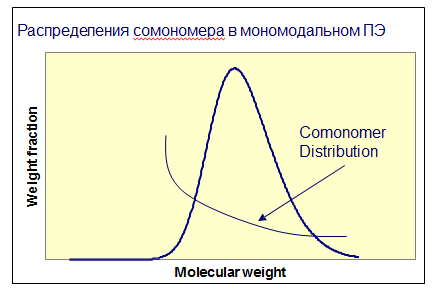 Распределения сомономера в мономодальном ПЭ
Weight fraction
Comonomer
Distribution
Molecular weight